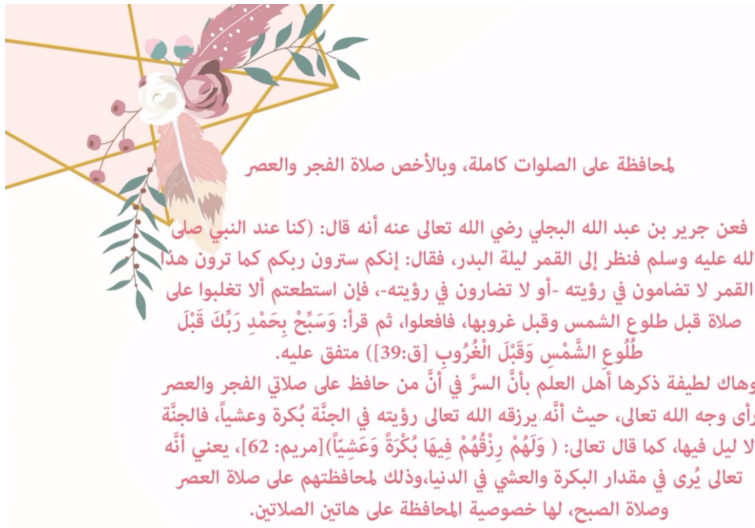 لمحافظة على الصلوات كاملة، وبالأخص صلاة الفجر والعصر
فعن جرير بن عبد الله البجلي رضي الله تعالى عنه أنه قال: (كنا عند النبي صلى
لله عليه وسلم فنظر إلى القمر ليلة البدر، فقال: إنكم سترون ربكم كما ترون هذا
القمر لا تضامون في رؤيته -أو لا تضارون في رؤيته-، فإن استطعتم ألا تغلبوا على
صلاة قبل طلوع الشمس وقبل غروبها، فافعلوا، ثم قرأ: وَسَبِّحْ بِحَمْدِ رَبِّكَ قَبْلَ
طُلُوعِ الشَّمْسِ وَقَبْلَ الْغُرُوبِ [ق:39]) متفق عليه.
وهاك لطيفة ذكرها أهل العلم بأنَّ السرَّ في أنَّ من حافظ على صلاتي الفجر والعصر
رأى وجه الله تعالى، حيث أنَّه يرزقه الله تعالى رؤيته في الجنَّة بُكرة وعشياً، فالجنَّة
لا ليل فيها، كما قال تعالى: ( وَلَهُمْ رِزْقُهُمْ فِيهَا بُكْرَةً وَعَشِيّاً)[مريم: 62]، يعني أنَّه
تعالى يُرى في مقدار البكرة والعشي في الدنيا،وذلك لمحافظتهم على صلاة العصر
وصلاة الصبح، لها خصوصية المحافظة على هاتين الصلاتين.